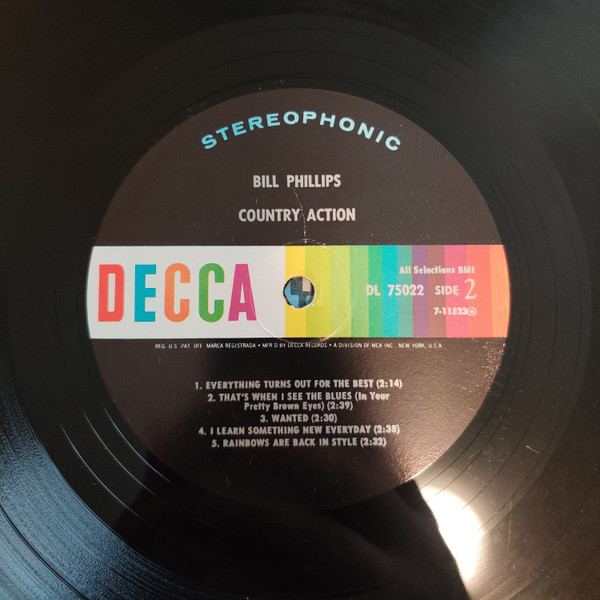 STEREOPHONIC
BILL PHILLIPS
COUNTRY ACTION
DECCA
All Selections BMI
DL 75022 SIDE 2
7-11523
REG. U.S. PAT. OFF. MARCA REGISTRADA • MFR'D BY DECCA RECORDS • A DIVISION OF MCA INC., NEW YORK, U.S.A.
1. EVERYTHING TURNS OUT FOR THE BEST (2:14)
2. THAT'S WHEN I SEE THE BLUES (In Your
Pretty Brown Eyes) (2:39)
3. WANTED (2:30)
4. I LEARN SOMETHING NEW EVERYDAY (2:38)
5. RAINBOWS ARE BACK IN STYLE (2:32)